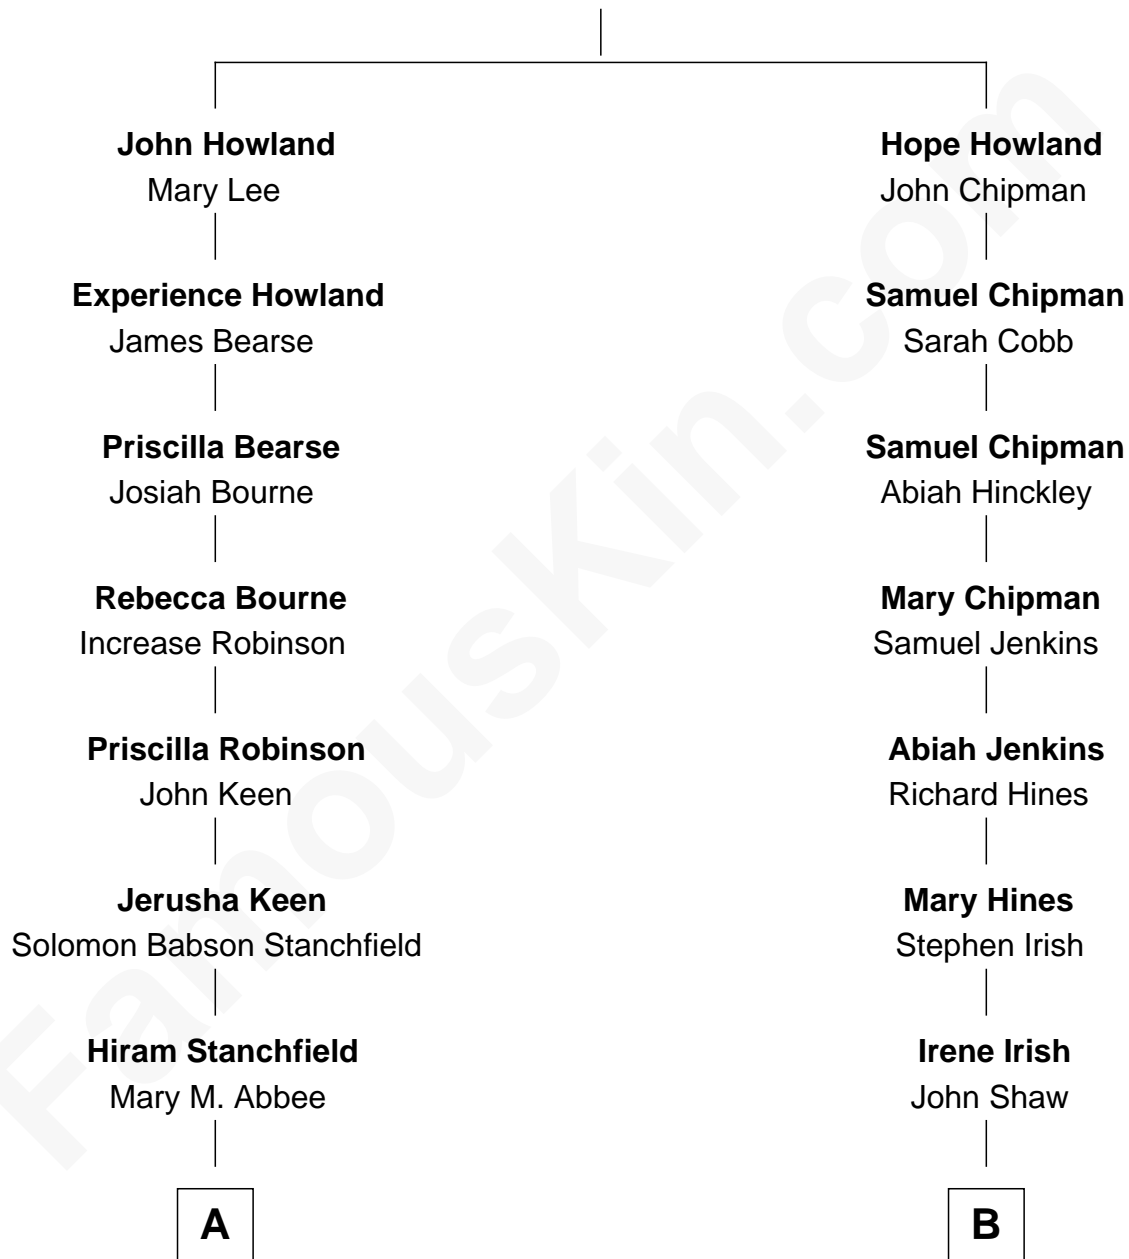 John Howland
Mary Lee
Hope Howland
John Chipman
Experience Howland
James Bearse
Samuel Chipman
Sarah Cobb
Priscilla Bearse
Josiah Bourne
Samuel Chipman
Abiah Hinckley
Rebecca Bourne
Increase Robinson
Mary Chipman
Samuel Jenkins
Priscilla Robinson
John Keen
Abiah Jenkins
Richard Hines
Jerusha Keen
Solomon Babson Stanchfield
Mary Hines
Stephen Irish
Hiram Stanchfield
Mary M. Abbee
Irene Irish
John Shaw
A
B
FamousKin.com